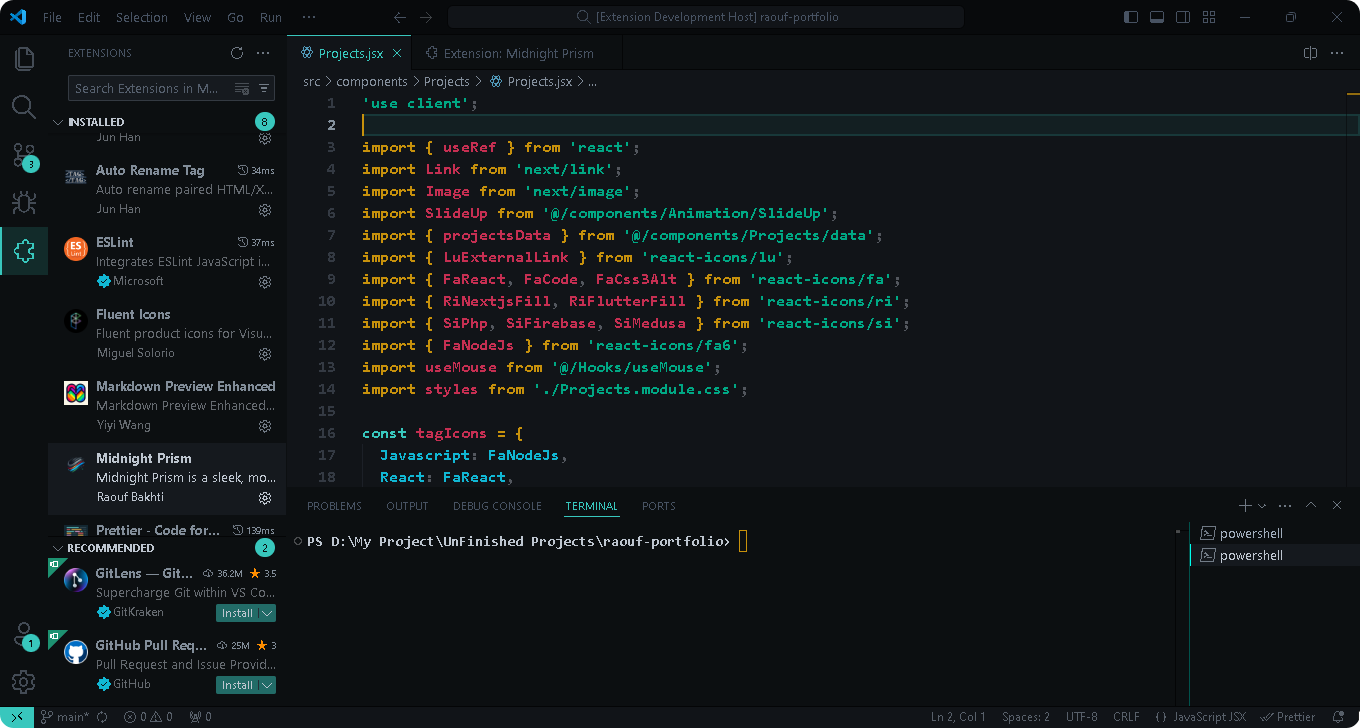 File Edit Selection View Go Run ···
[Extension Development Host] raouf-portfolio
EXTENSIONS
Search Extensions in M...
INSTALLED 8
Jun Han
Auto Rename Tag 34ms
Auto rename paired HTML/X...
Jun Han
ESLint 37ms
Integrates ESLint JavaScript i...
Microsoft
Fluent Icons
Fluent product icons for Visu...
Miguel Solorio
Markdown Preview Enhanced
Markdown Preview Enhanced...
Yiyi Wang
Midnight Prism
Midnight Prism is a sleek, mo...
Raouf Bakhti
Prettier - Code for... 139ms
RECOMMENDED 2
GitLens — Git... 36.2M ★ 3.5
Supercharge Git within VS Co...
GitKraken Install
GitHub Pull Req... 25M ★ 3
Pull Request and Issue Provid...
GitHub Install
3
1
ES
Lint
Projects.jsx Extension: Midnight Prism
src > components > Projects > Projects.jsx > ...
1 'use client';
2
3 import { useRef } from 'react';
4 import Link from 'next/link';
5 import Image from 'next/image';
6 import SlideUp from '@/components/Animation/SlideUp';
7 import { projectsData } from '@/components/Projects/data';
8 import { LuExternalLink } from 'react-icons/lu';
9 import { FaReact, FaCode, FaCss3Alt } from 'react-icons/fa';
10 import { RiNextjsFill, RiFlutterFill } from 'react-icons/ri';
11 import { SiPhp, SiFirebase, SiMedusa } from 'react-icons/si';
12 import { FaNodeJs } from 'react-icons/fa6';
13 import useMouse from '@/Hooks/useMouse';
14 import styles from './Projects.module.css';
15
16 const tagIcons = {
17 Javascript: FaNodeJs,
18 React: FaReact,
PROBLEMS OUTPUT DEBUG CONSOLE TERMINAL PORTS
PS D:\My Project\UnFinished Projects\raouf-portfolio>
powershell
powershell
main* 0 0 0
Ln 2, Col 1 Spaces: 2 UTF-8 CRLF {} JavaScript JSX Prettier